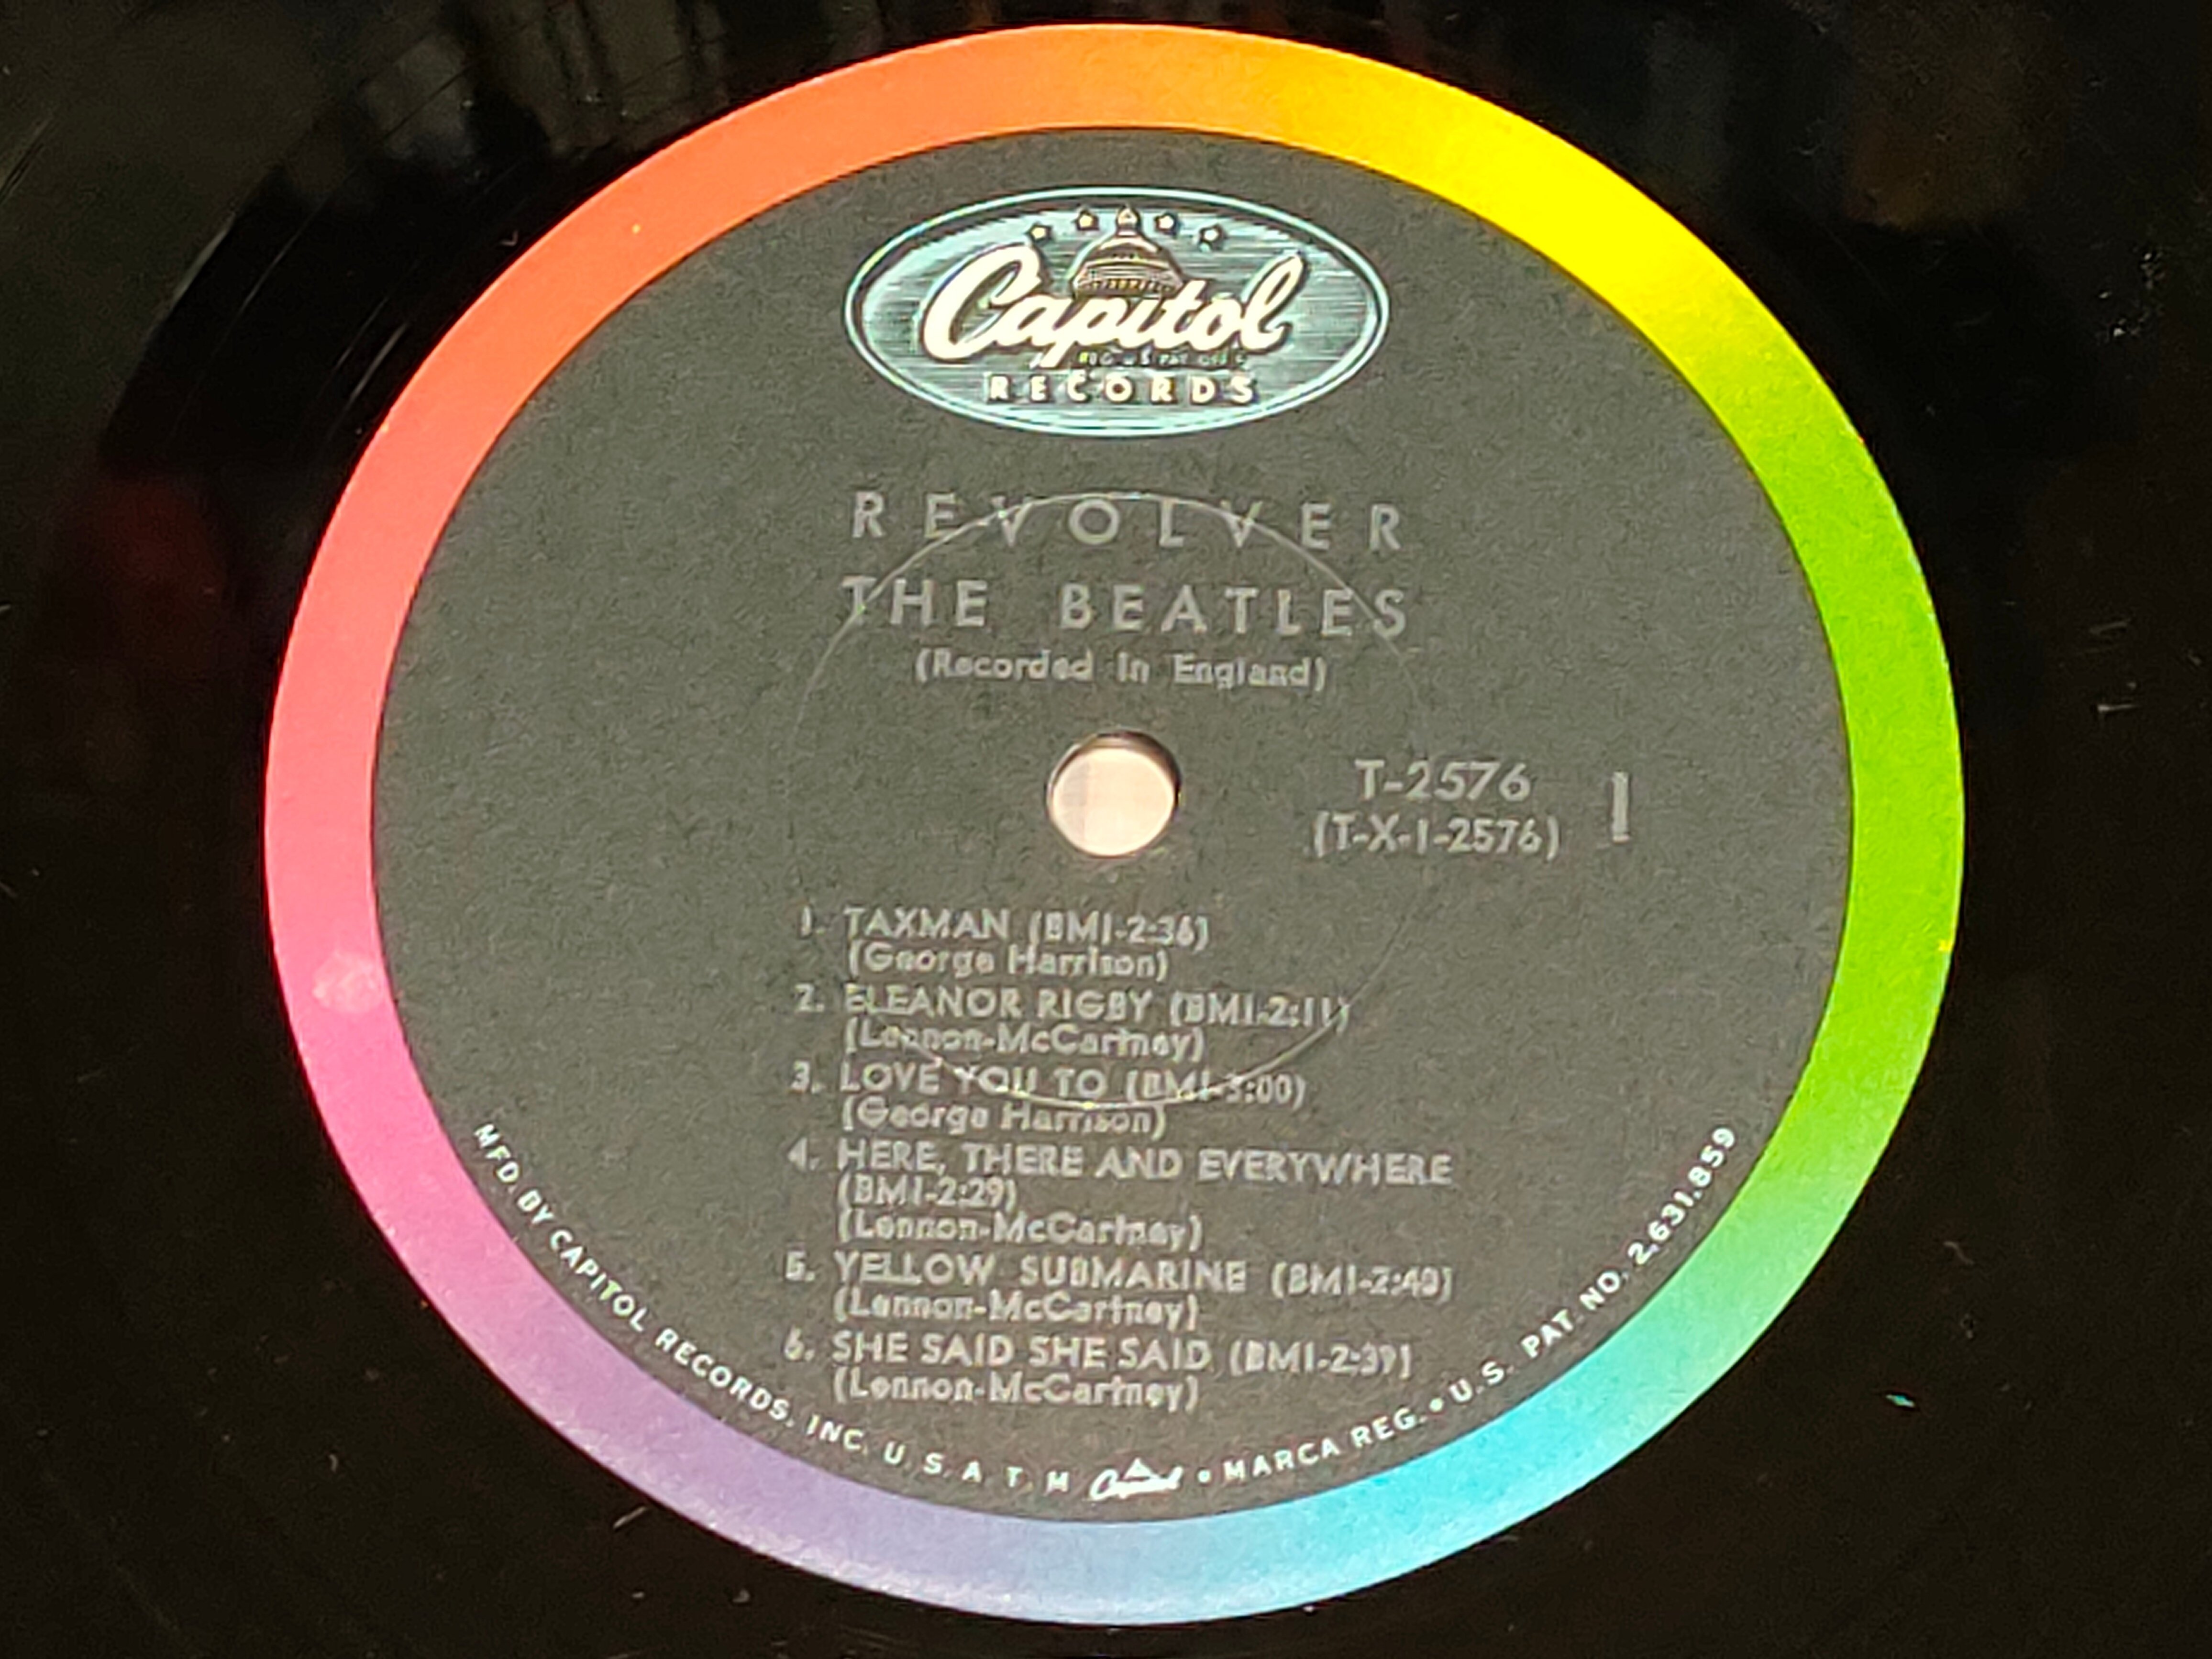 Capitol
REG. U.S. PAT. OFF.
RECORDS
REVOLVER
THE BEATLES
(Recorded In England)
T-2576
(T-X-1-2576)
1
1. TAXMAN (BMI-2:36)
(George Harrison)
2. ELEANOR RIGBY (BMI-2:11)
(Lennon-McCartney)
3. LOVE YOU TO (BMI-3:00)
(George Harrison)
4. HERE, THERE AND EVERYWHERE
(BMI-2:29)
(Lennon-McCartney)
5. YELLOW SUBMARINE (BMI-2:40)
(Lennon-McCartney)
6. SHE SAID SHE SAID (BMI-2:39)
(Lennon-McCartney)
MFD. BY CAPITOL RECORDS, INC. U.S.A. T.M. Capitol • MARCA REG. • U.S. PAT. NO. 2,631,859